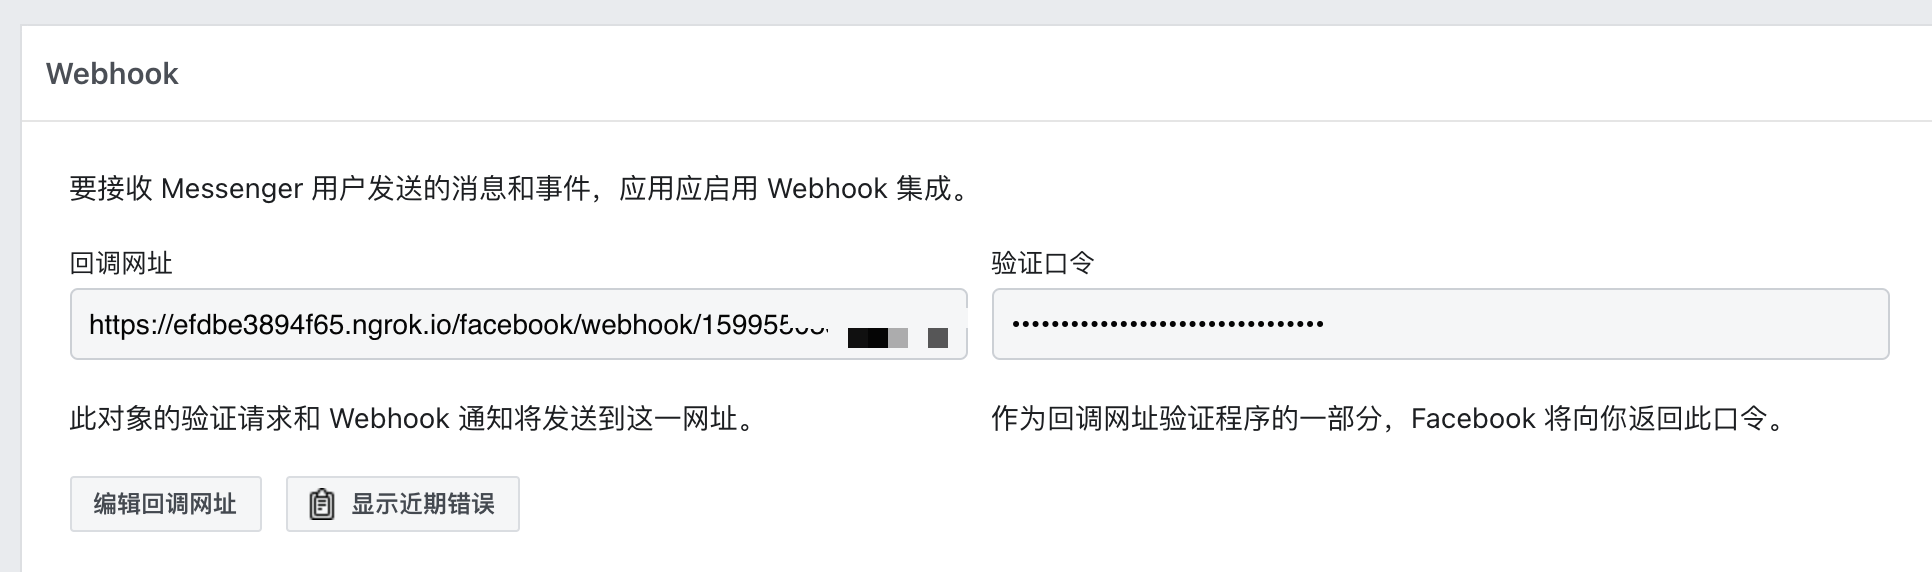 Webhook
要接收 Messenger 用户发送的消息和事件，应用应启用 Webhook 集成。
回调网址
验证口令
https://efdbe3894f65.ngrok.io/facebook/webhook/15995
••••••••••••••••••••••••••••••••
此对象的验证请求和 Webhook 通知将发送到这一网址。
作为回调网址验证程序的一部分，Facebook 将向你返回此口令。
编辑回调网址
显示近期错误